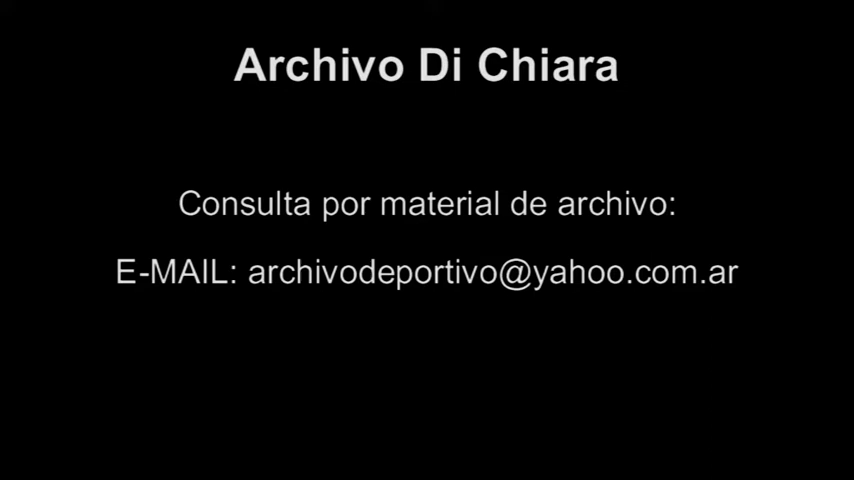 Archivo Di Chiara
Consulta por material de archivo:
E-MAIL: archivodeportivo@yahoo.com.ar